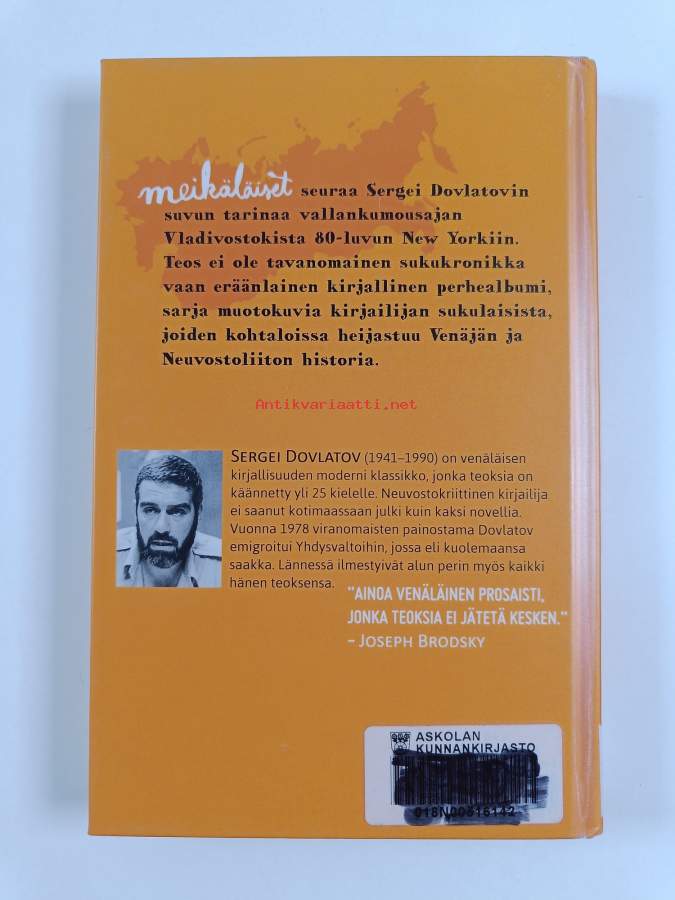 meikäläiset seuraa Sergei Dovlatovin
suvun tarinaa vallankumousajan
Vladivostokista 80-luvun New Yorkiin.
Teos ei ole tavanomainen sukukronikka
vaan eräänlainen kirjallinen perhealbumi,
sarja muotokuvia kirjailijan sukulaisista,
joiden kohtaloissa heijastuu Venäjän ja
Neuvostoliiton historia.
Antikvariaatti.net
SERGEI DOVLATOV (1941–1990) on venäläisen
kirjallisuuden moderni klassikko, jonka teoksia on
käännetty yli 25 kielelle. Neuvostokriittinen kirjailija
ei saanut kotimaassaan julki kuin kaksi novellia.
Vuonna 1978 viranomaisten painostama Dovlatov
emigroitui Yhdysvaltoihin, jossa eli kuolemaansa
saakka. Lännessä ilmestyivät alun perin myös kaikki
hänen teoksensa.
"AINOA VENÄLÄINEN PROSAISTI,
JONKA TEOKSIA EI JÄTETÄ KESKEN."
– JOSEPH BRODSKY
ASKOLAN
KUNNANKIRJASTO